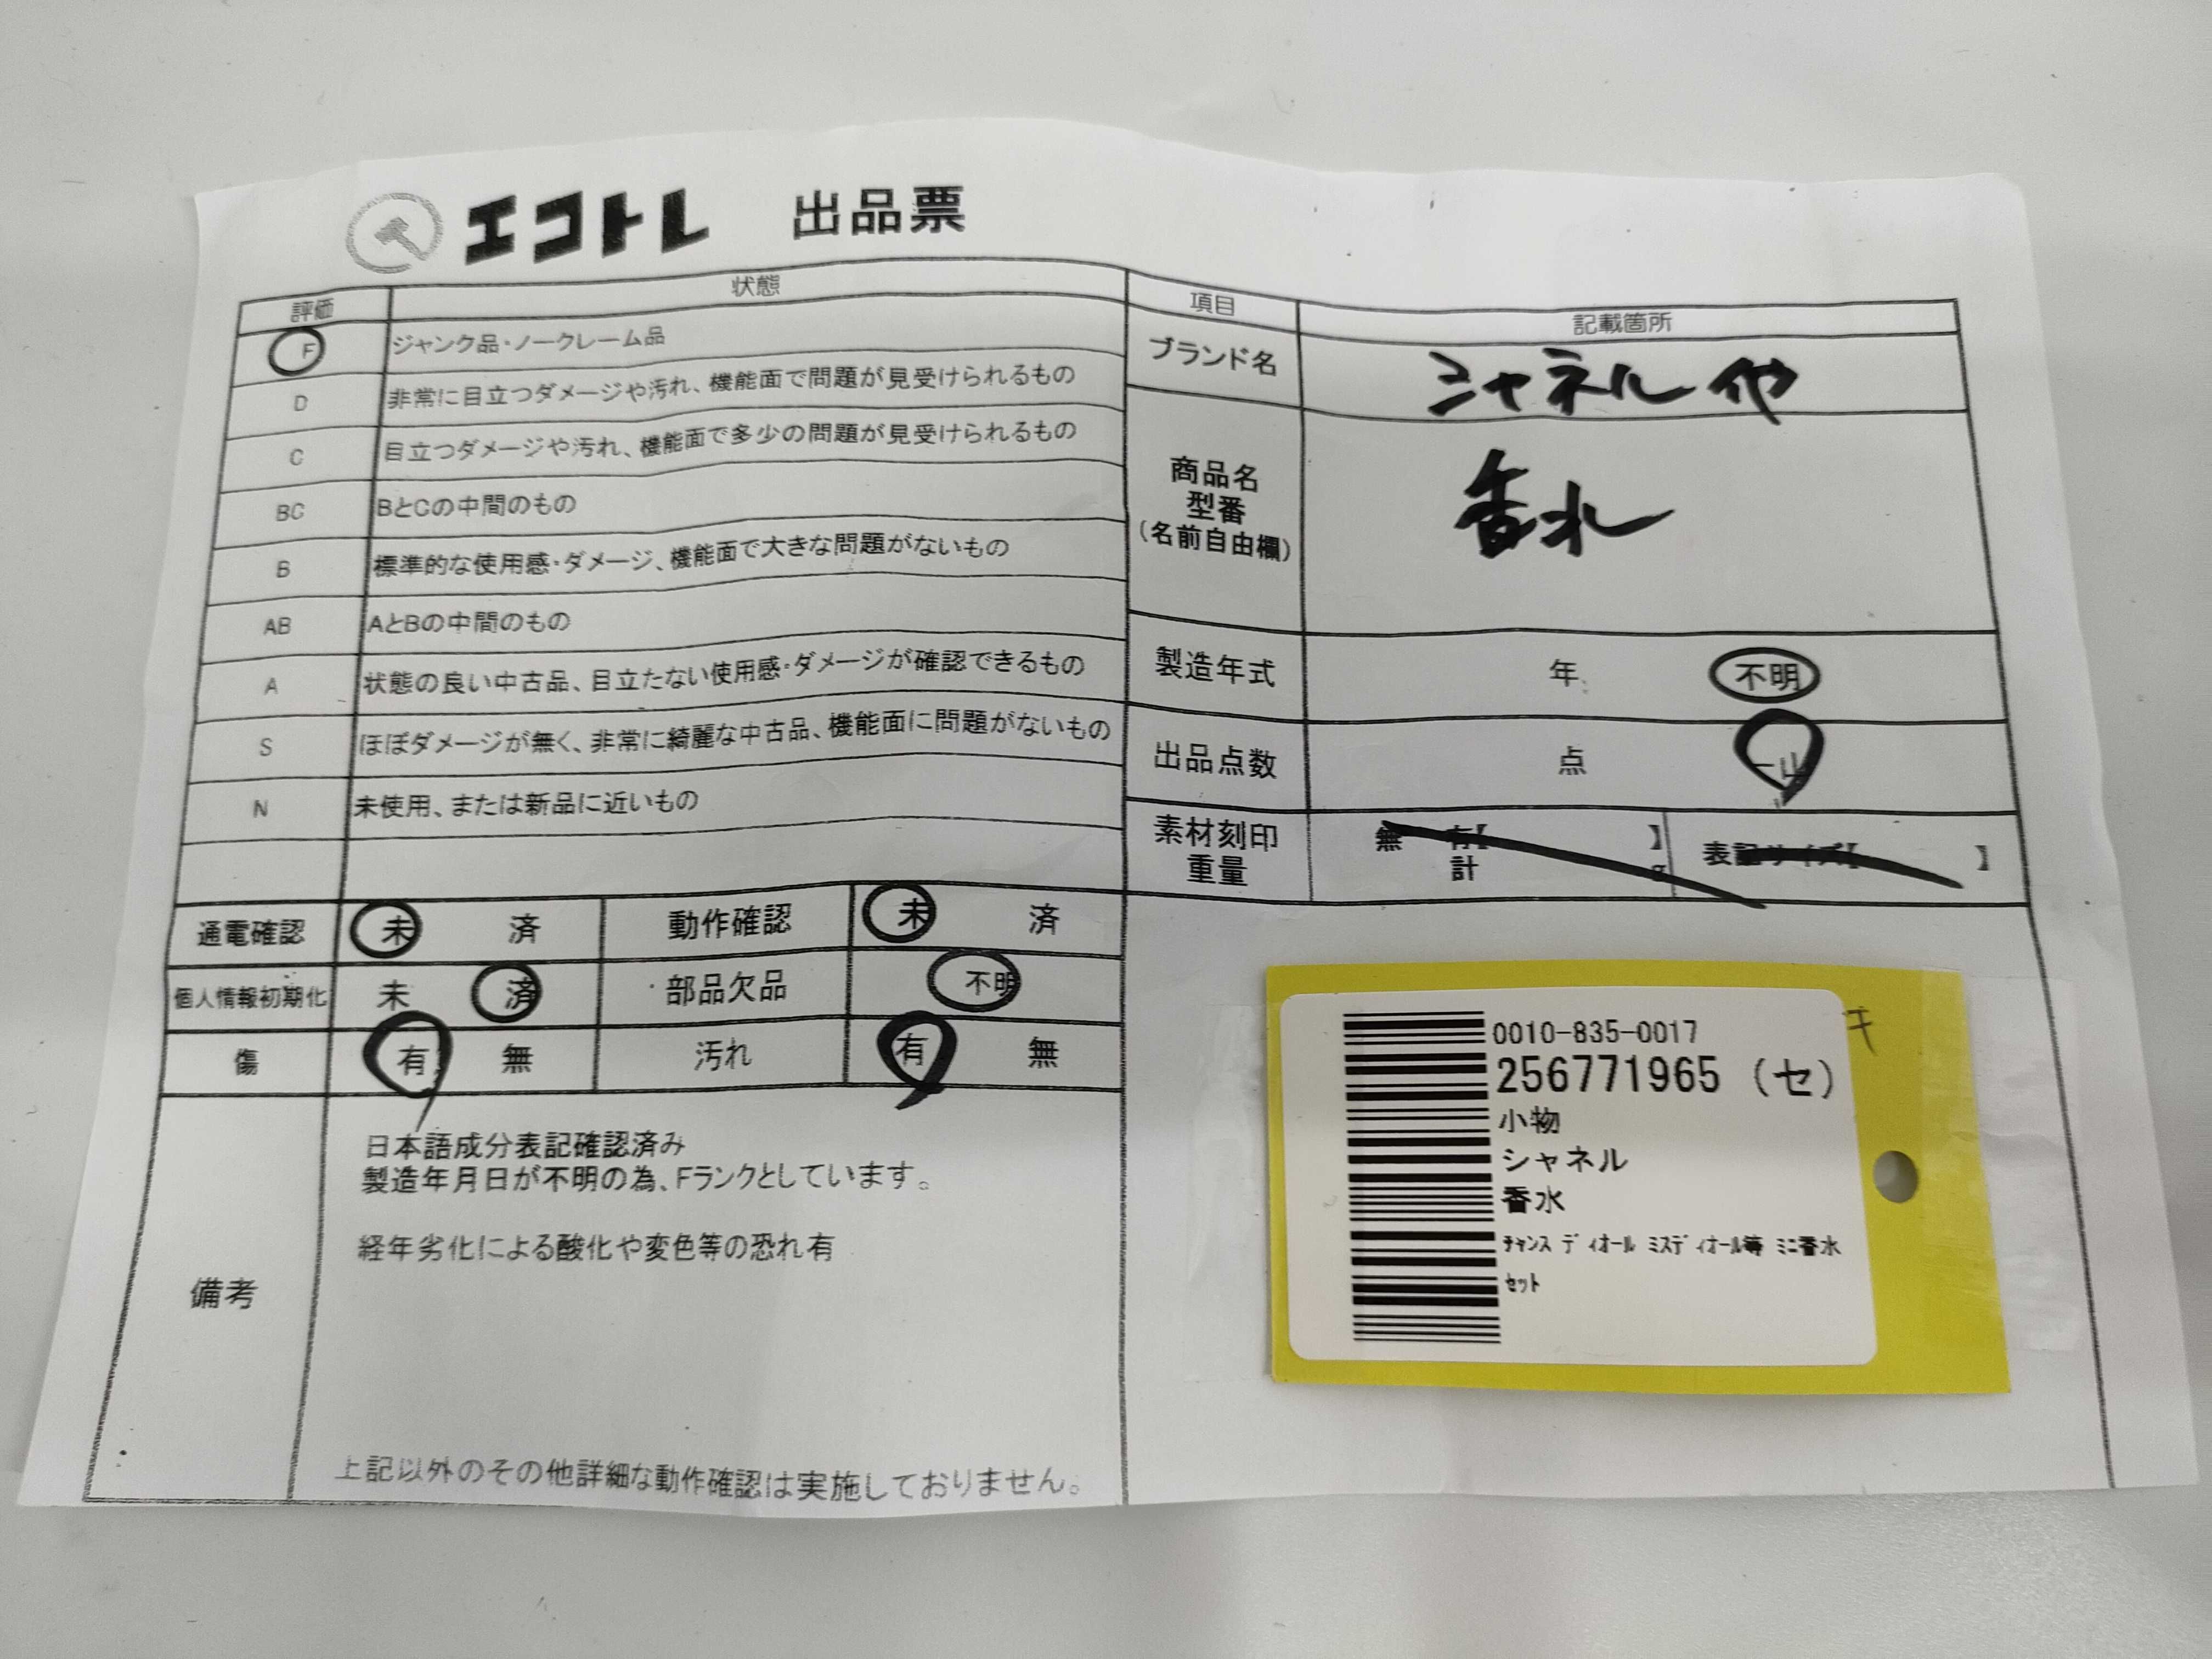 エコトレ 出品票
評価 状態
F ジャンク品・ノークレーム品
D 非常に目立つダメージや汚れ、機能面で問題が見受けられるもの
C 目立つダメージや汚れ、機能面で多少の問題が見受けられるもの
BC BとCの中間のもの
B 標準的な使用感・ダメージ、機能面で大きな問題がないもの
AB AとBの中間のもの
A 状態の良い中古品、目立たない使用感・ダメージが確認できるもの
S ほぼダメージが無く、非常に綺麗な中古品、機能面に問題がないもの
N 未使用、または新品に近いもの
項目 記載箇所
ブランド名 シャネル 他
商品名
型番
(名前自由欄)
香水
製造年式 年 不明
出品点数 点 一山
素材刻印 無 有【 】 表記サイズ【 】
重量 計 g
通電確認 未 済 動作確認 未 済
個人情報初期化 未 済 部品欠品 不明
傷 有 無 汚れ 有 無
備考
日本語成分表記確認済み
製造年月日が不明の為、Fランクとしています。
経年劣化による酸化や変色等の恐れ有
上記以外のその他詳細な動作確認は実施しておりません。
0010-835-0017
256771965 (セ)
小物
シャネル
香水
ﾁｬﾝｽ ﾃﾞｨｵｰﾙ ﾐｽﾃﾞｨｵｰﾙ等 ﾐﾆ香水
ｾｯﾄ